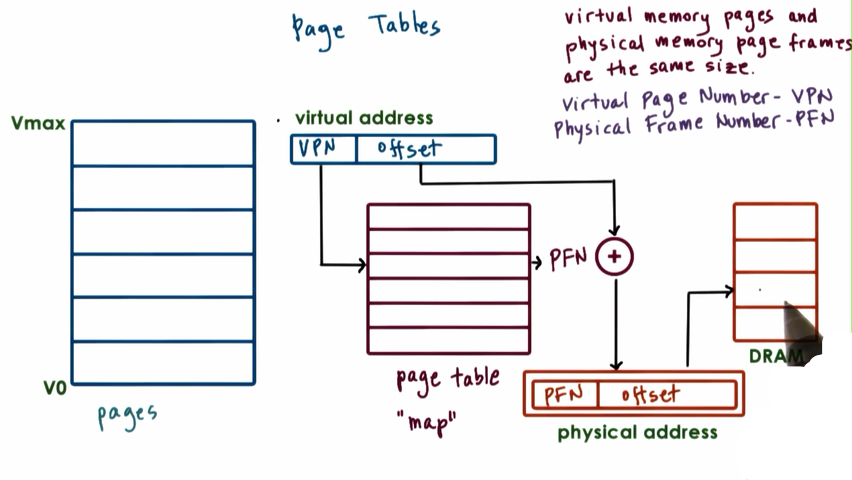 Page Tables
virtual memory pages and
physical memory page frames
are the same size.
Virtual Page Number - VPN
Physical Frame Number - PFN
Vmax
virtual address
VPN offset
PFN +
V0
pages
page table
"map"
DRAM
PFN offset
physical address